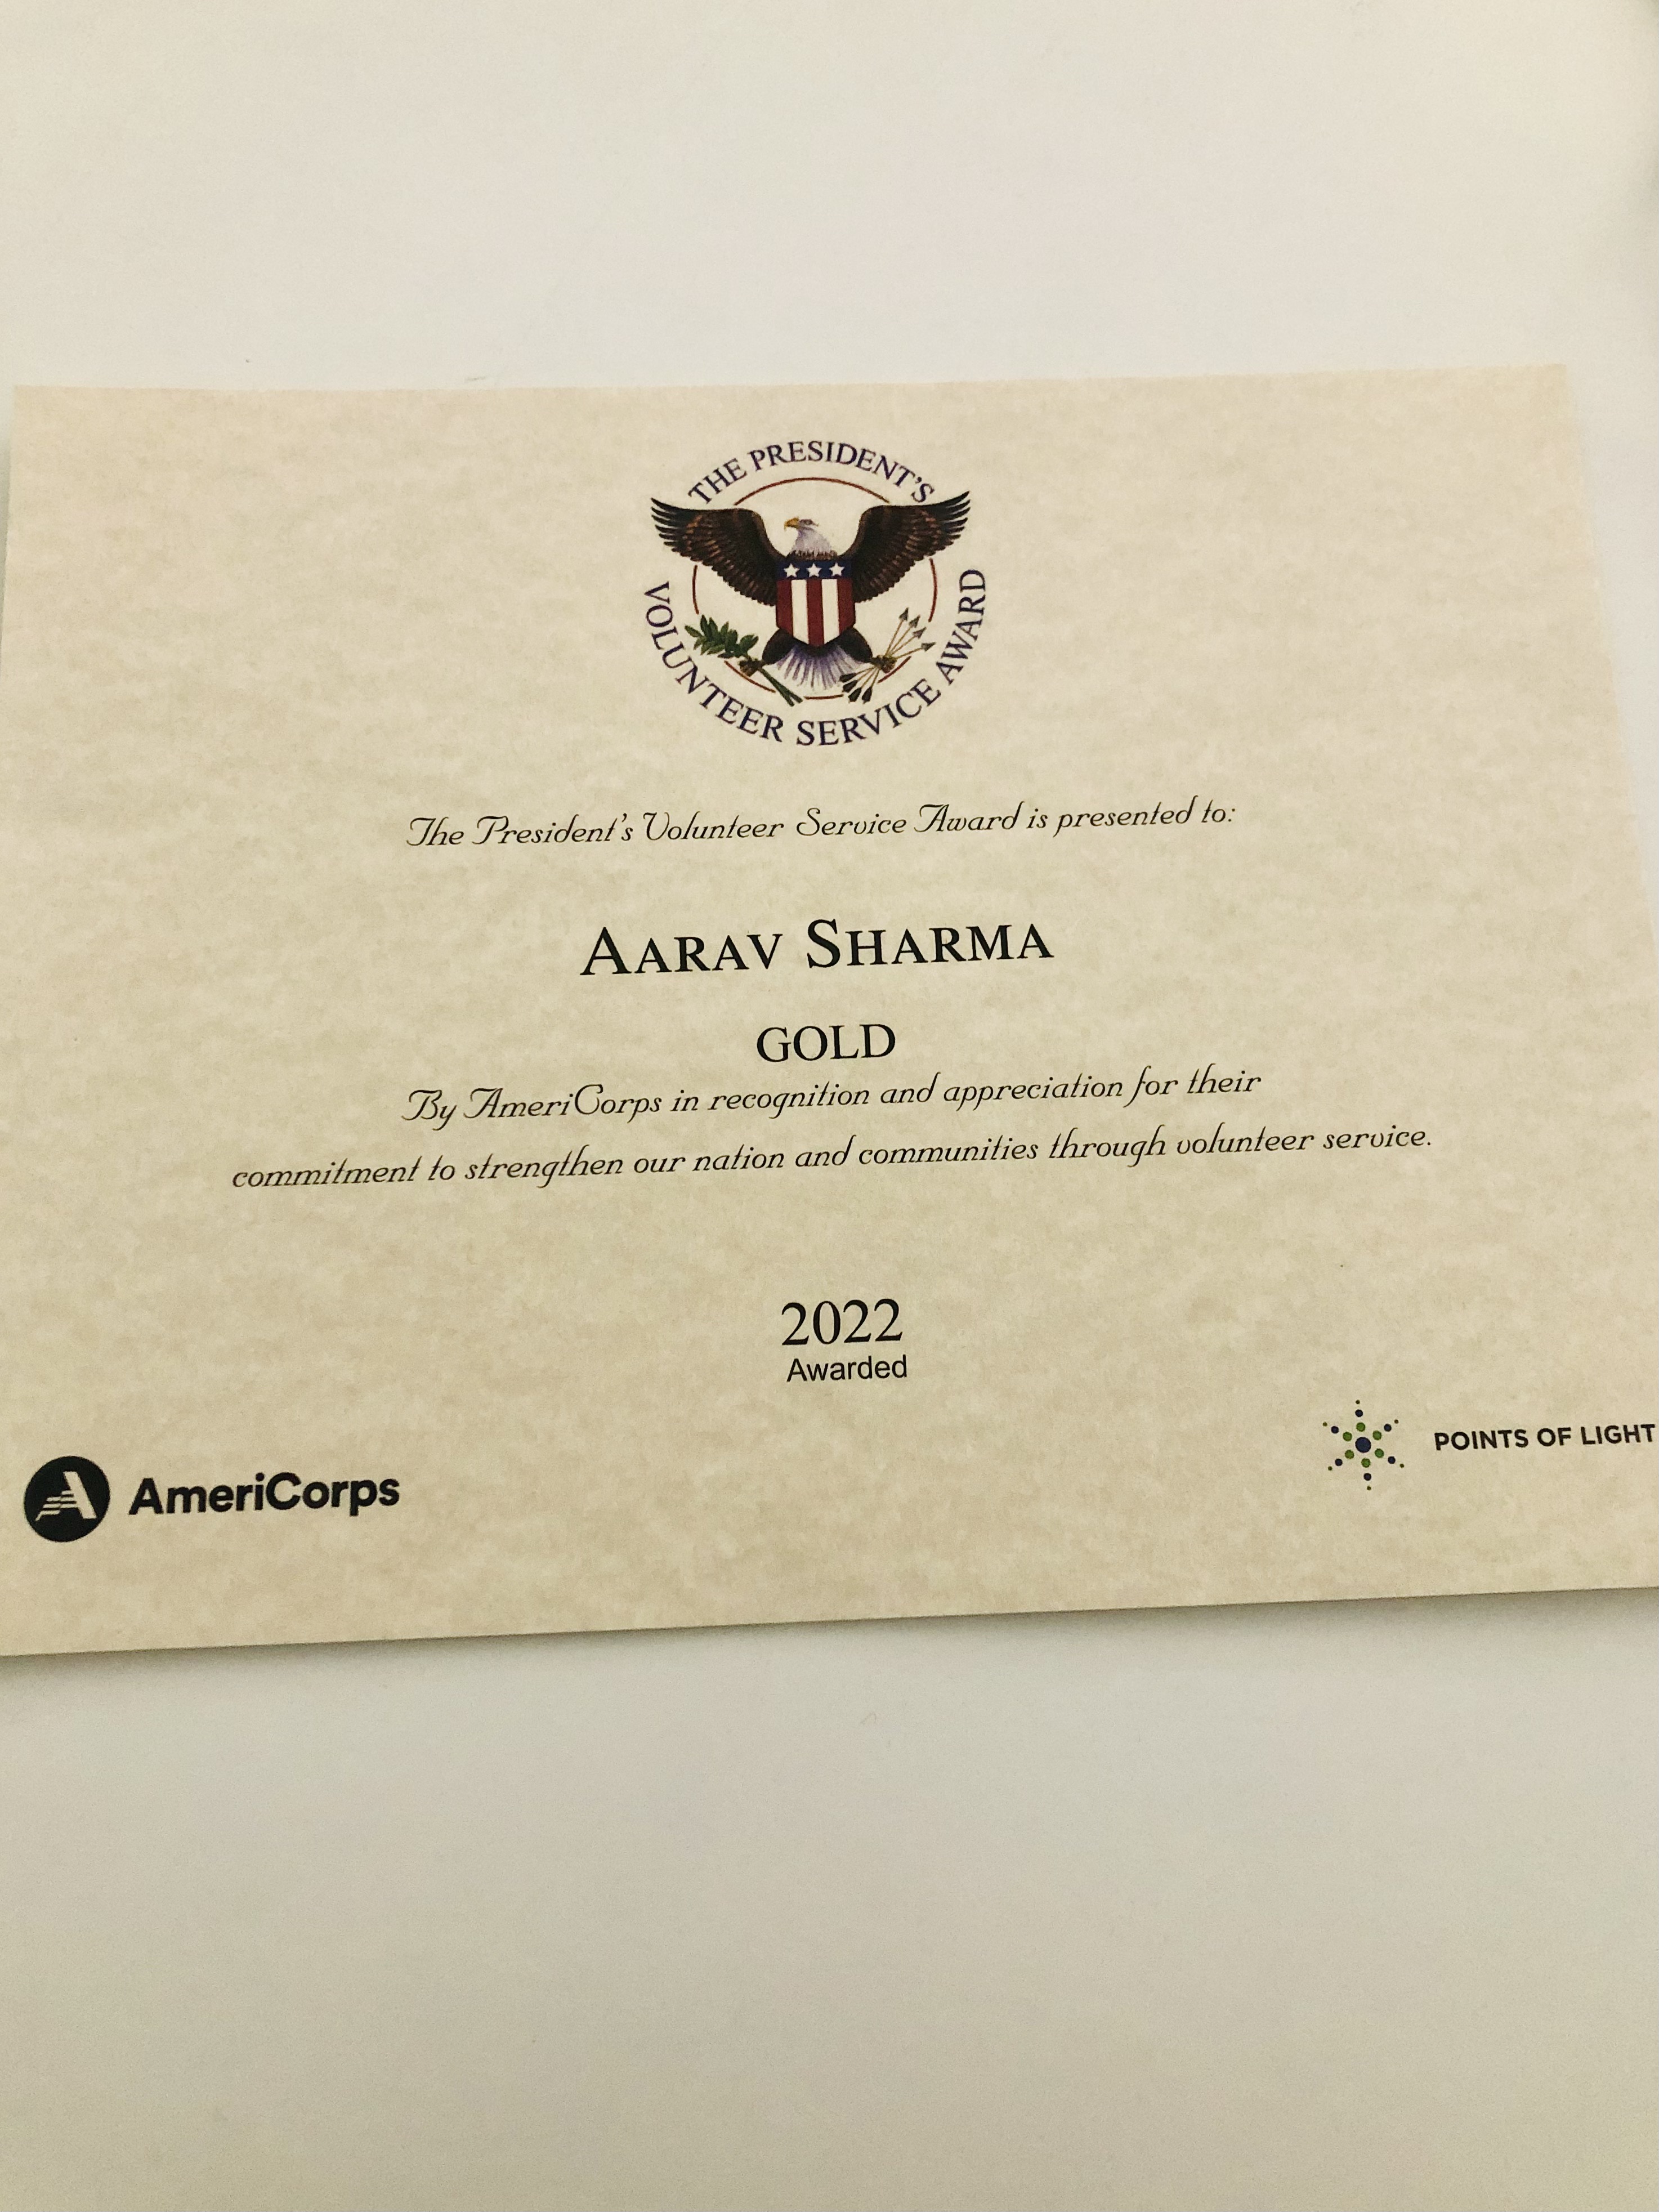 THE PRESIDENT'S
VOLUNTEER SERVICE AWARD
The President's Volunteer Service Award is presented to:
AARAV SHARMA
GOLD
By AmeriCorps in recognition and appreciation for their
commitment to strengthen our nation and communities through volunteer service.
2022
Awarded
AmeriCorps
POINTS OF LIGHT